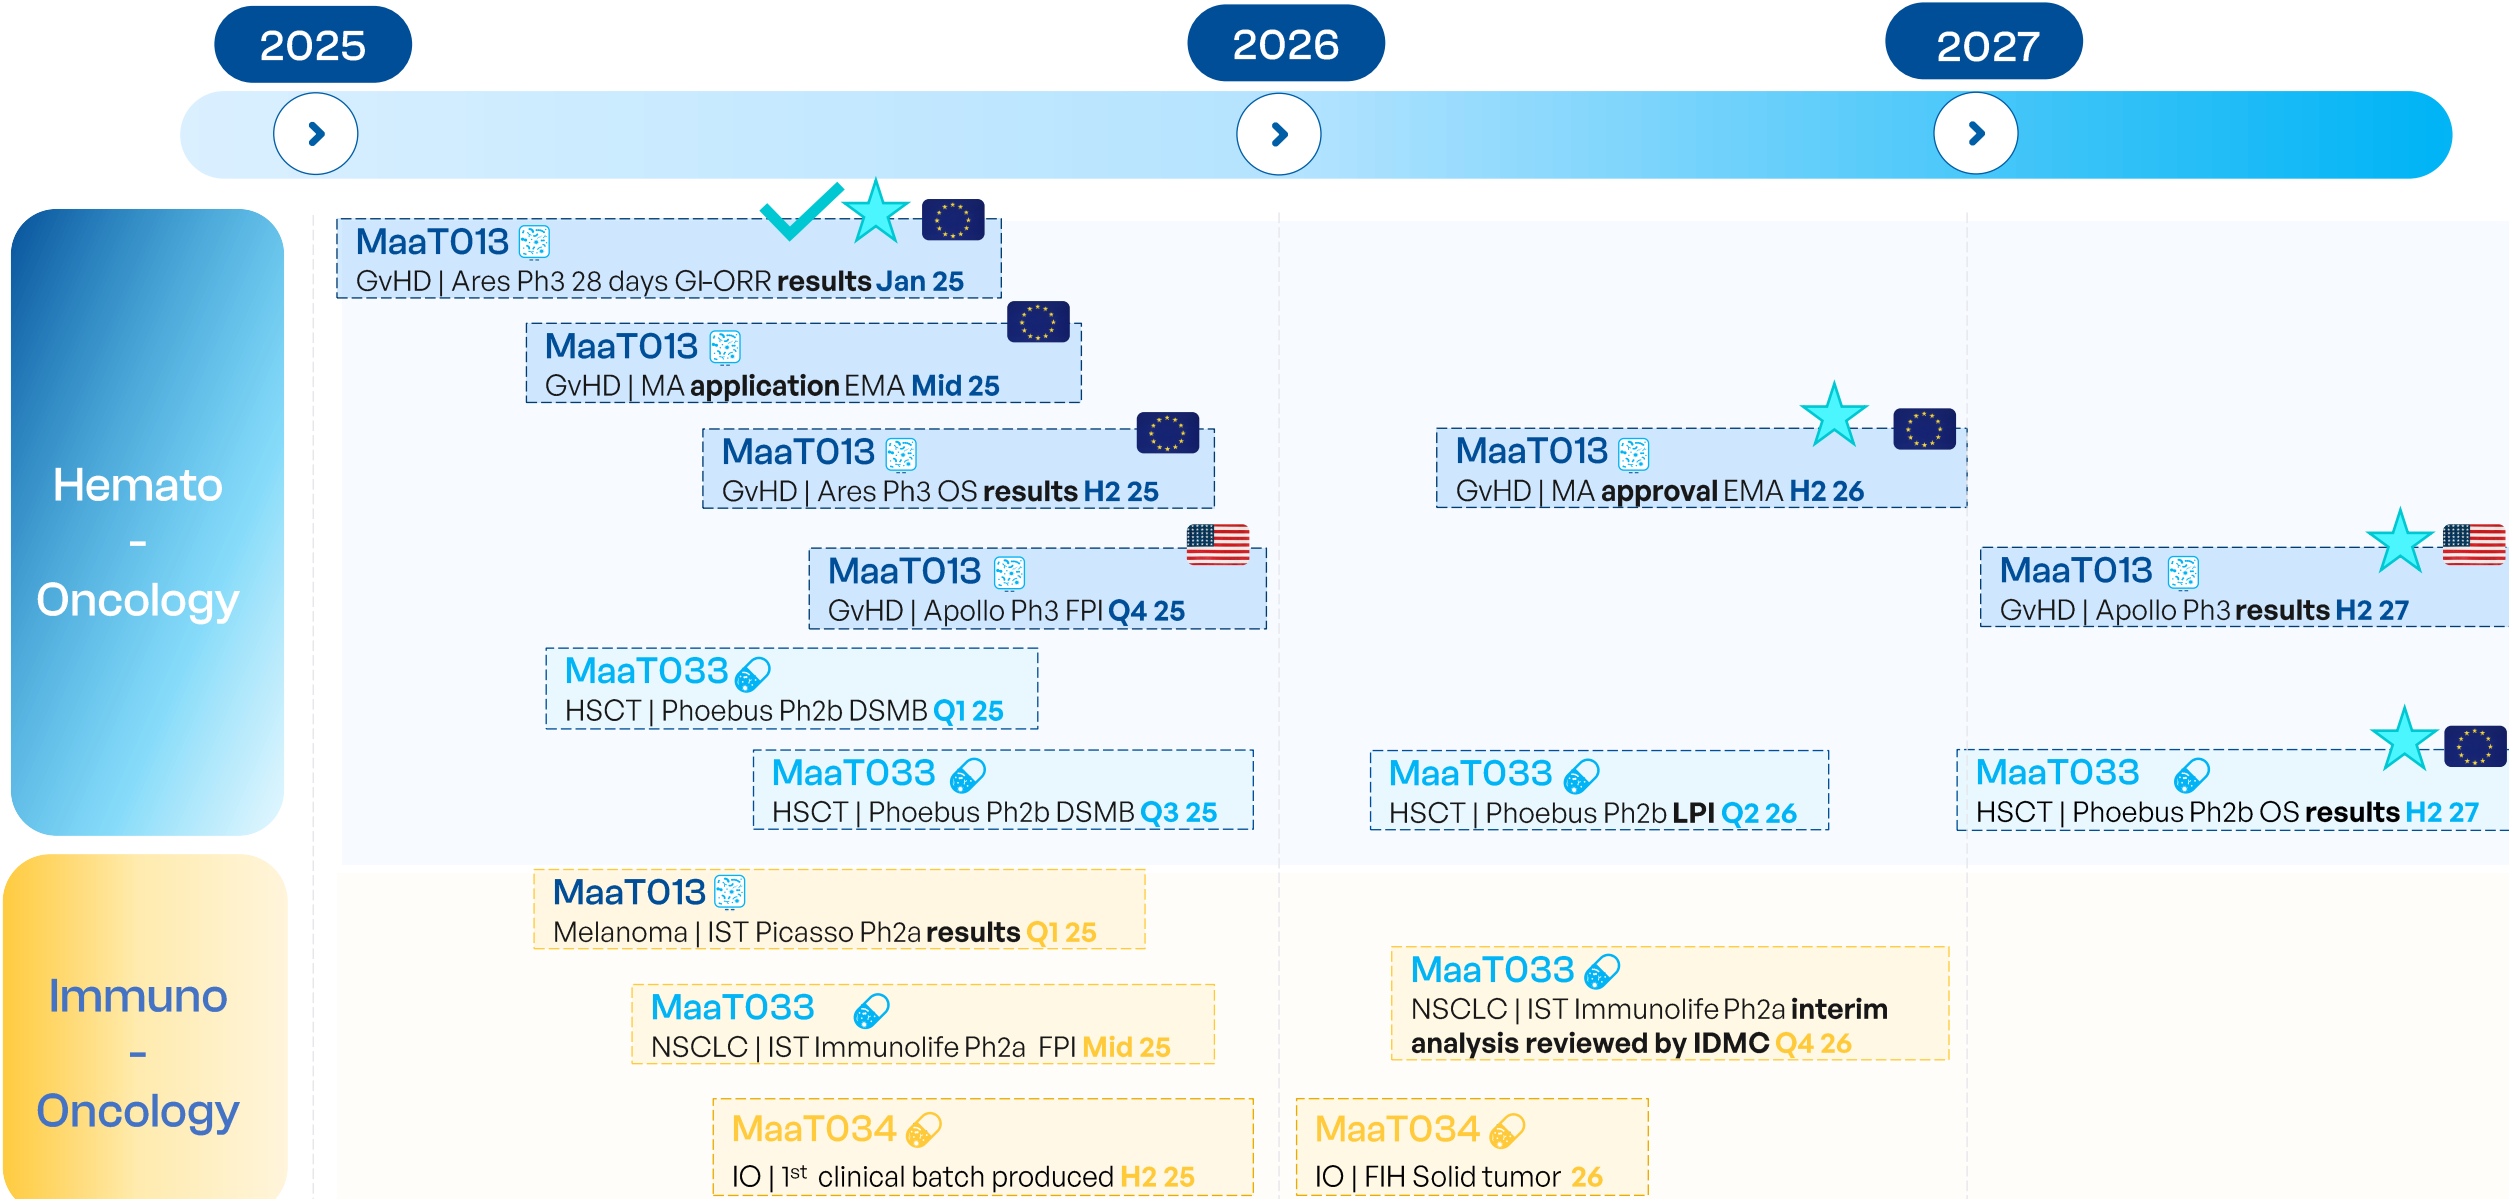 2025
2026
2027
Hemato
-
Oncology
MaaT013
GvHD | Ares Ph3 28 days GI-ORR results Jan 25
MaaT013
GvHD | MA application EMA Mid 25
MaaT013
GvHD | Ares Ph3 OS results H2 25
MaaT013
GvHD | MA approval EMA H2 26
MaaT013
GvHD | Apollo Ph3 FPI Q4 25
MaaT013
GvHD | Apollo Ph3 results H2 27
MaaT033
HSCT | Phoebus Ph2b DSMB Q1 25
MaaT033
HSCT | Phoebus Ph2b DSMB Q3 25
MaaT033
HSCT | Phoebus Ph2b LPI Q2 26
MaaT033
HSCT | Phoebus Ph2b OS results H2 27
Immuno
-
Oncology
MaaT013
Melanoma | IST Picasso Ph2a results Q1 25
MaaT033
NSCLC | IST Immunolife Ph2a FPI Mid 25
MaaT033
NSCLC | IST Immunolife Ph2a interim
analysis reviewed by IDMC Q4 26
MaaT034
IO | 1st clinical batch produced H2 25
MaaT034
IO | FIH Solid tumor 26